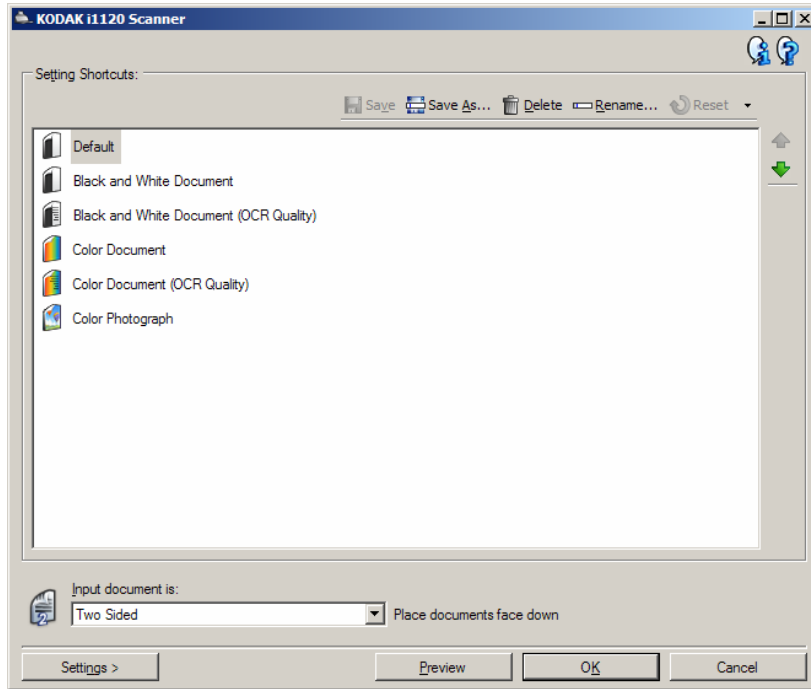 KODAK i1120 Scanner
Setting Shortcuts:
Save Save As... Delete Rename... Reset
Default
Black and White Document
Black and White Document (OCR Quality)
Color Document
Color Document (OCR Quality)
Color Photograph
Input document is:
2 Two Sided Place documents face down
Settings > Preview OK Cancel